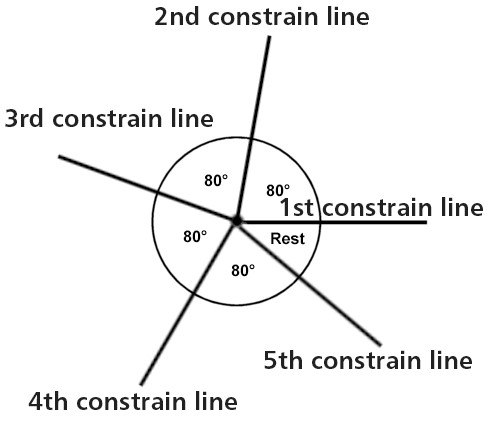 2nd constrain line
3rd constrain line
80°
80°
1st constrain line
80°
Rest
80°
5th constrain line
4th constrain line